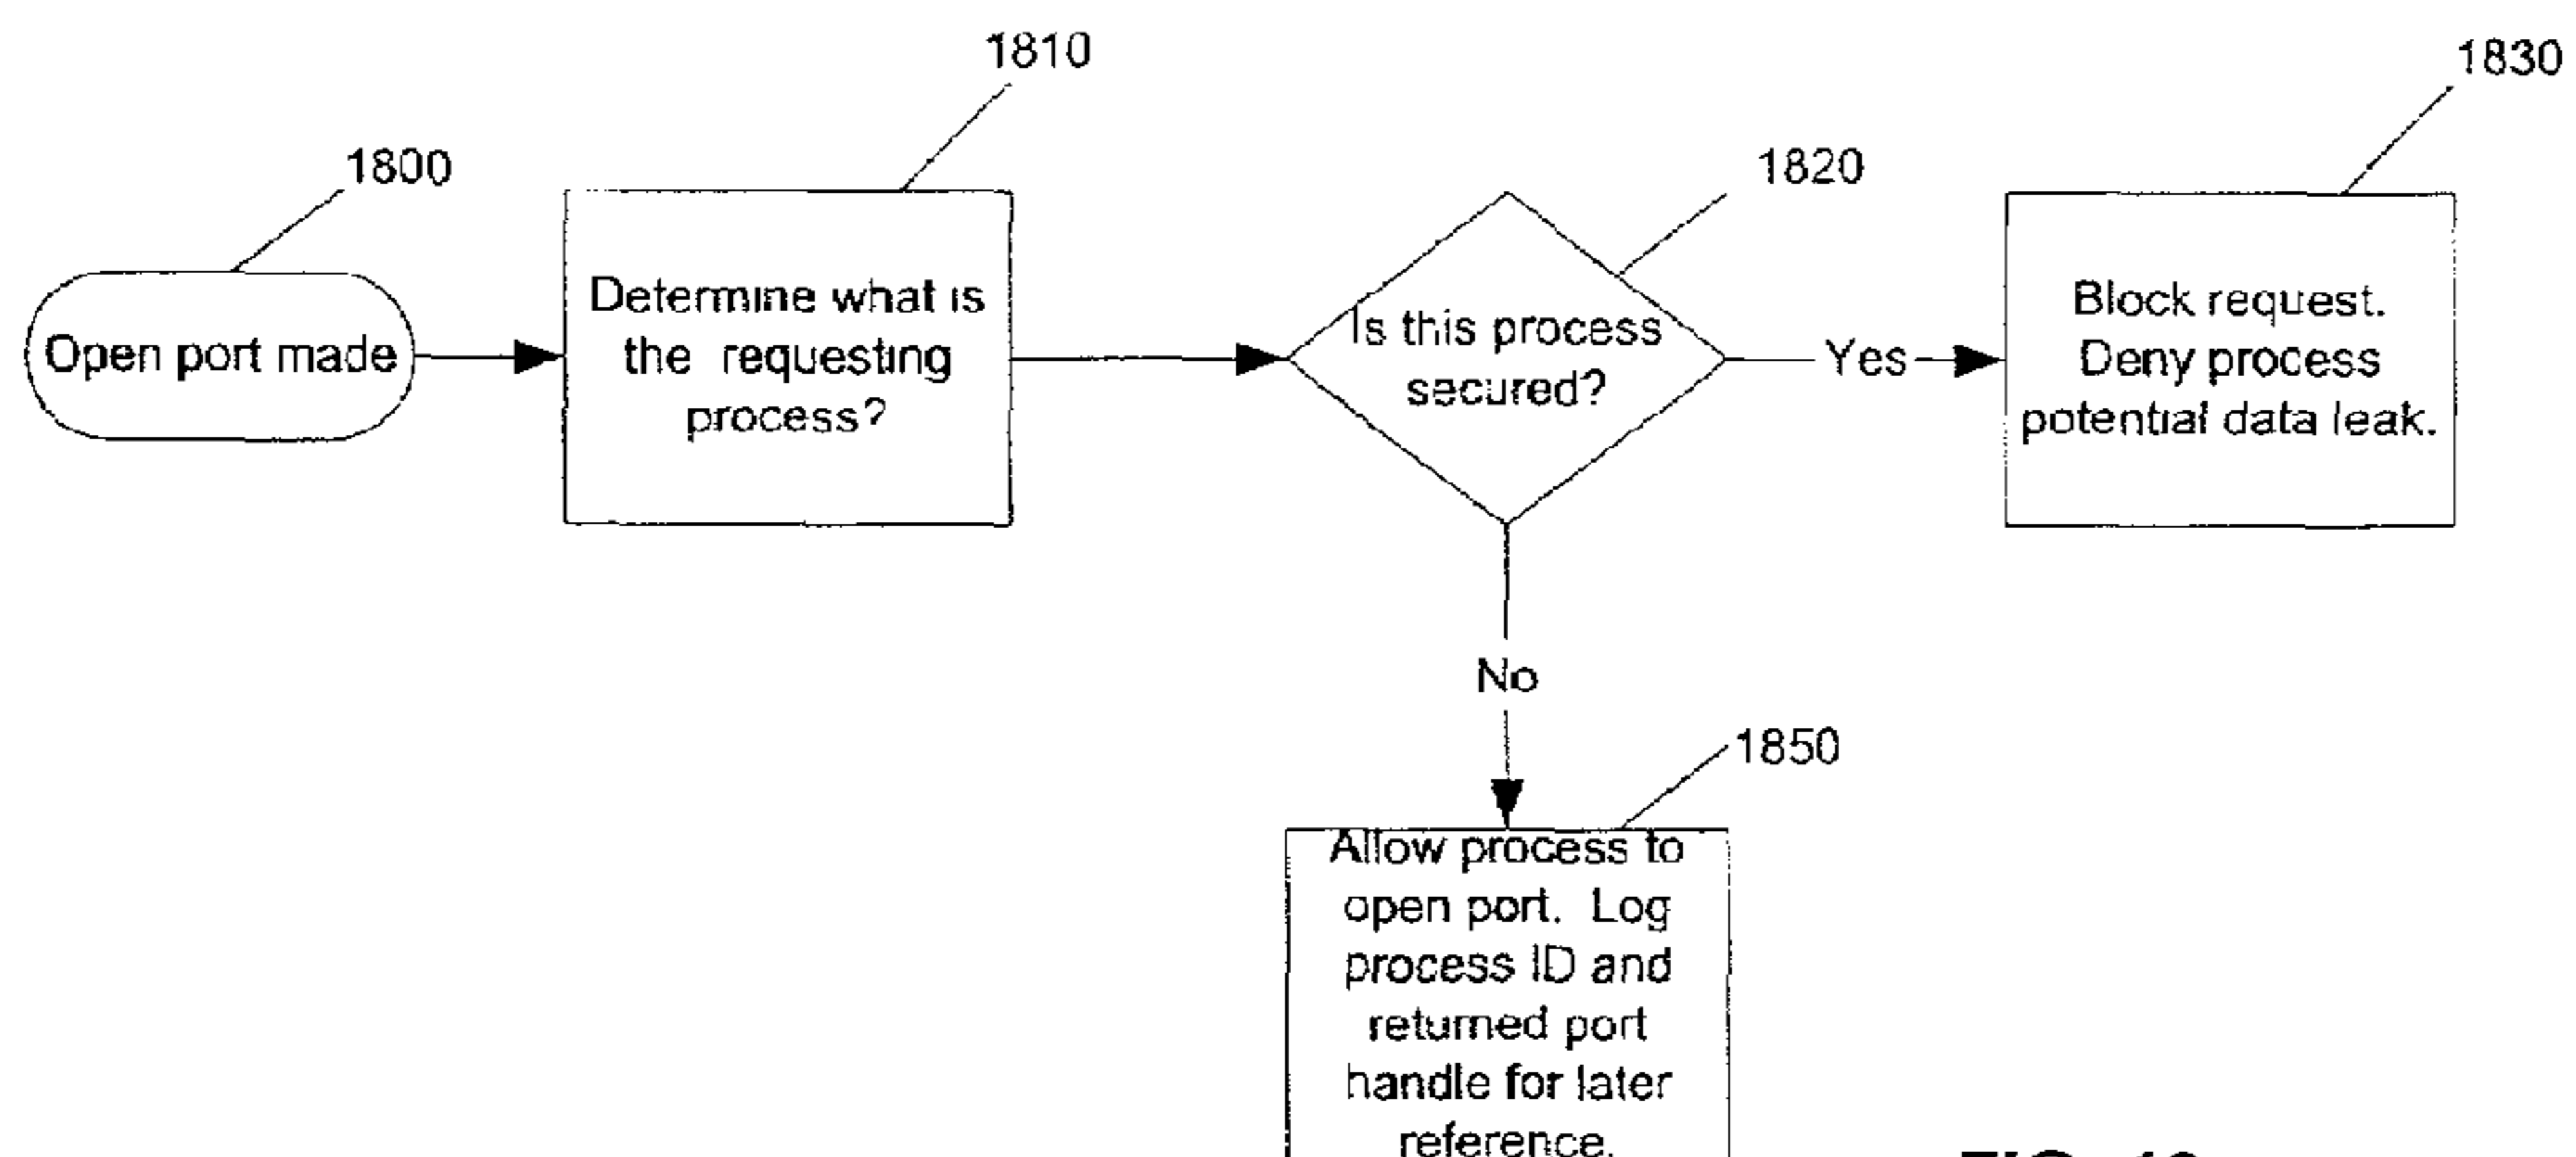 1800
Open port made
1810
Determine what is
the requesting
process?
1820
Is this process
secured?
Yes
1830
Block request.
Deny process
potential data leak.
No
1850
Allow process to
open port. Log
process ID and
returned port
handle for later
reference.